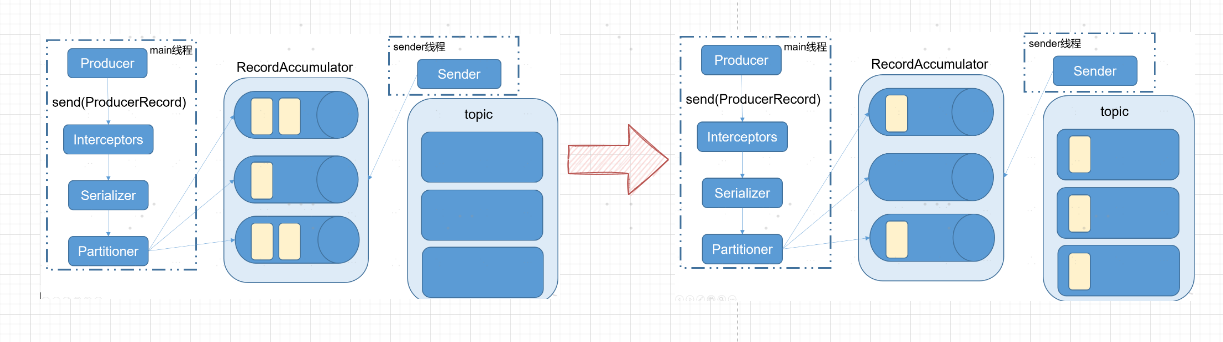 main线程
Producer
send(ProducerRecord)
Interceptors
Serializer
Partitioner
RecordAccumulator
sender线程
Sender
topic
main线程
Producer
send(ProducerRecord)
Interceptors
Serializer
Partitioner
RecordAccumulator
sender线程
Sender
topic